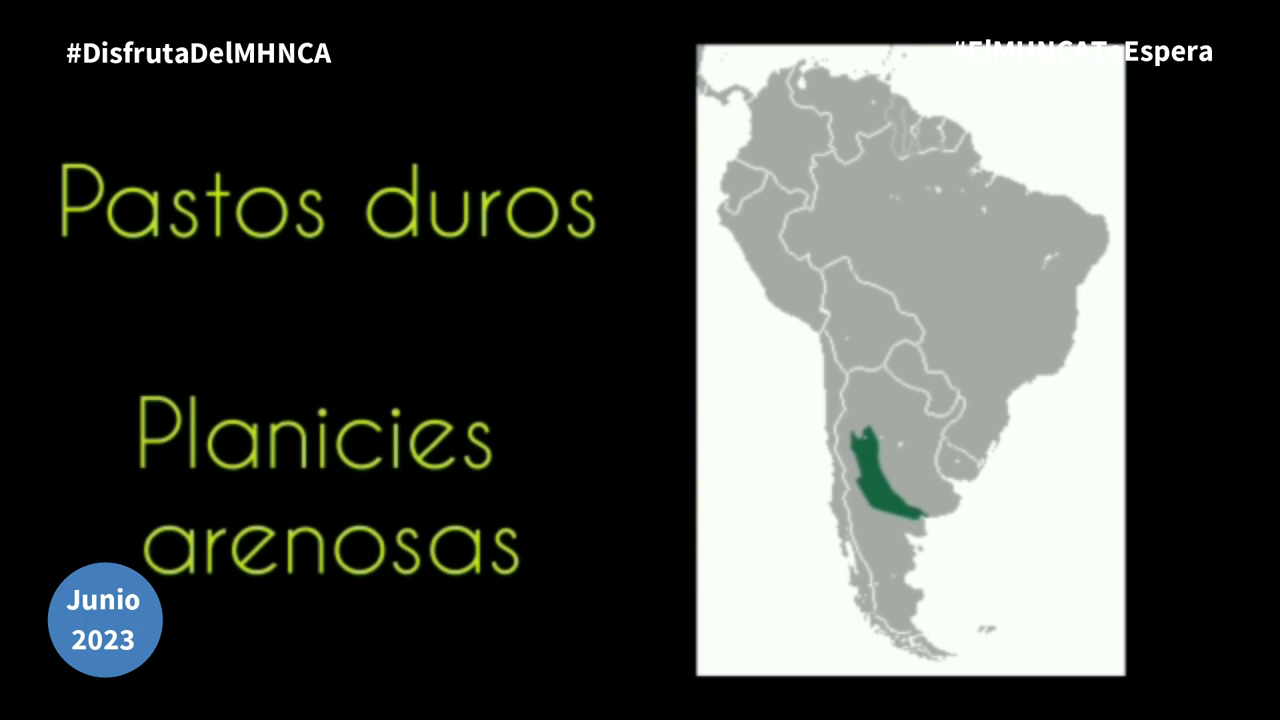 #DisfrutaDelMHNCA
#ElMHNCATeEspera
Pastos duros
Planicies
arenosas
Junio
2023